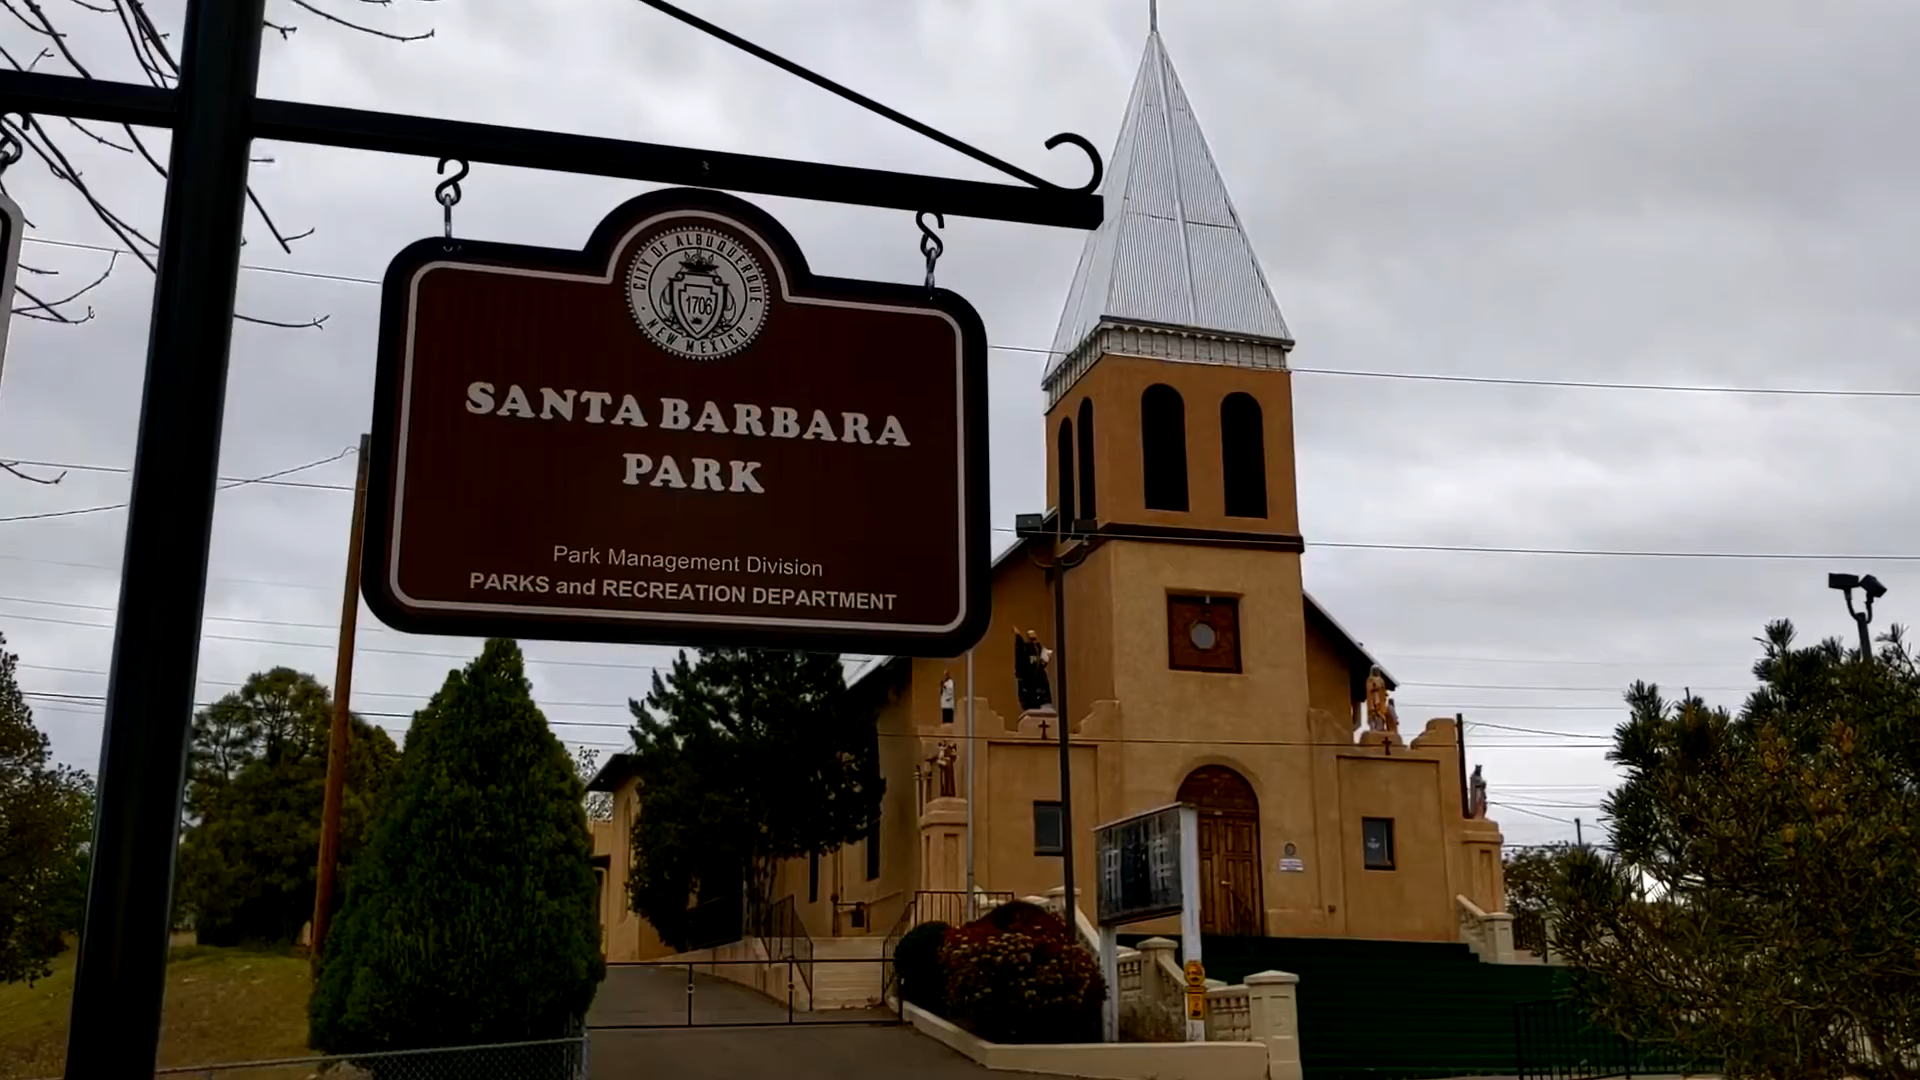 CITY OF ALBUQUERQUE
1706
NEW MEXICO
SANTA BARBARA
PARK
Park Management Division
PARKS and RECREATION DEPARTMENT